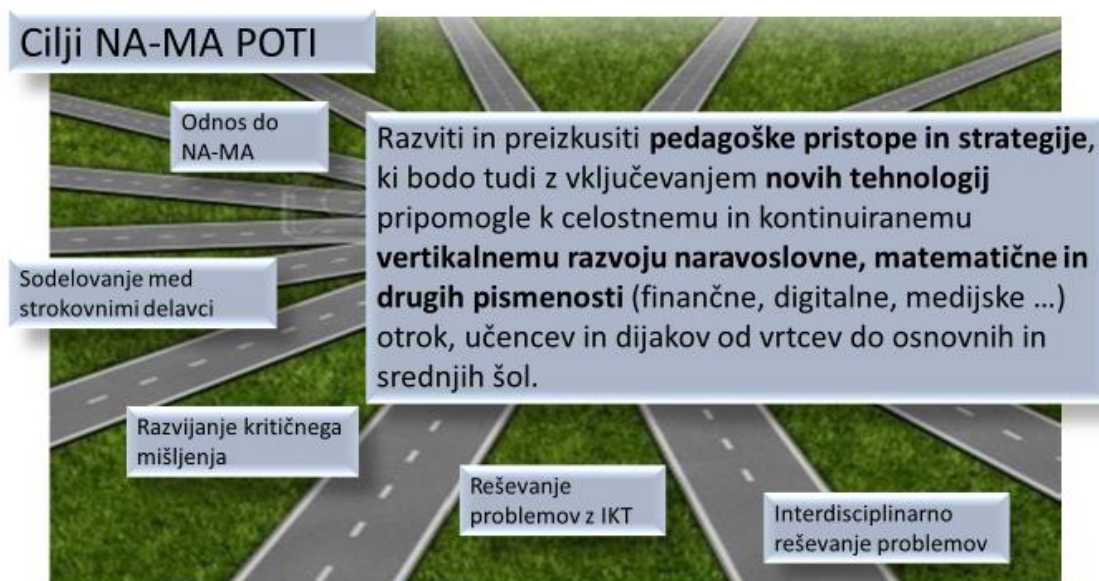 Cilji NA-MA POTI
Odnos do
NA-MA
Razviti in preizkusiti pedagoške pristope in strategije,
ki bodo tudi z vključevanjem novih tehnologij
pripomogle k celostnemu in kontinuiranemu
vertikalnemu razvoju naravoslovne, matematične in
drugih pismenosti (finančne, digitalne, medijske ...)
otrok, učencev in dijakov od vrtcev do osnovnih in
srednjih šol.
Sodelovanje med
strokovnimi delavci
Razvijanje kritičnega
mišljenja
Reševanje
problemov z IKT
Interdisciplinarno
reševanje problemov